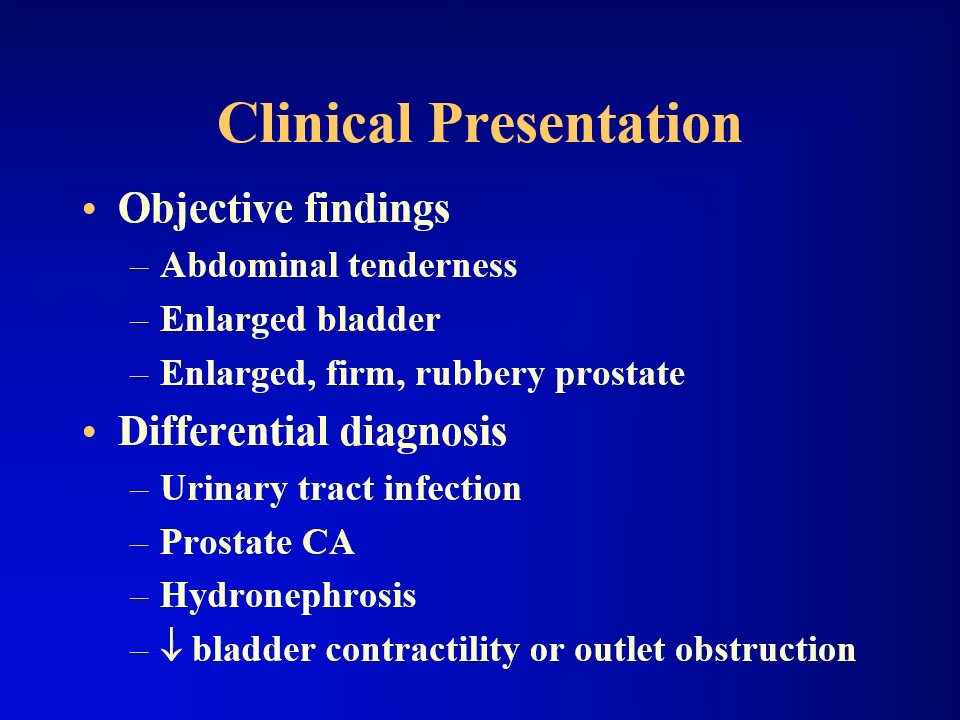 Clinical Presentation
• Objective findings
– Abdominal tenderness
– Enlarged bladder
– Enlarged, firm, rubbery prostate
• Differential diagnosis
– Urinary tract infection
– Prostate CA
– Hydronephrosis
– ↓ bladder contractility or outlet obstruction